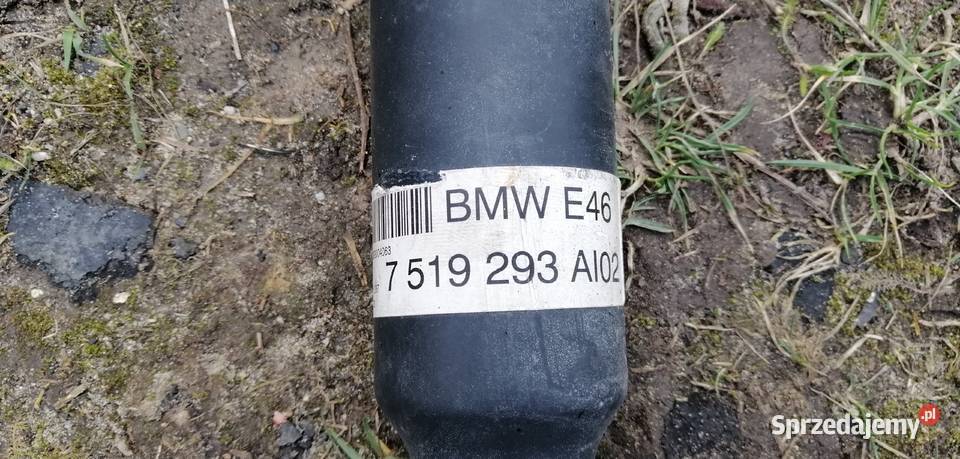 BMW E46
7 519 293 AI02
Sprzedajemy .pl